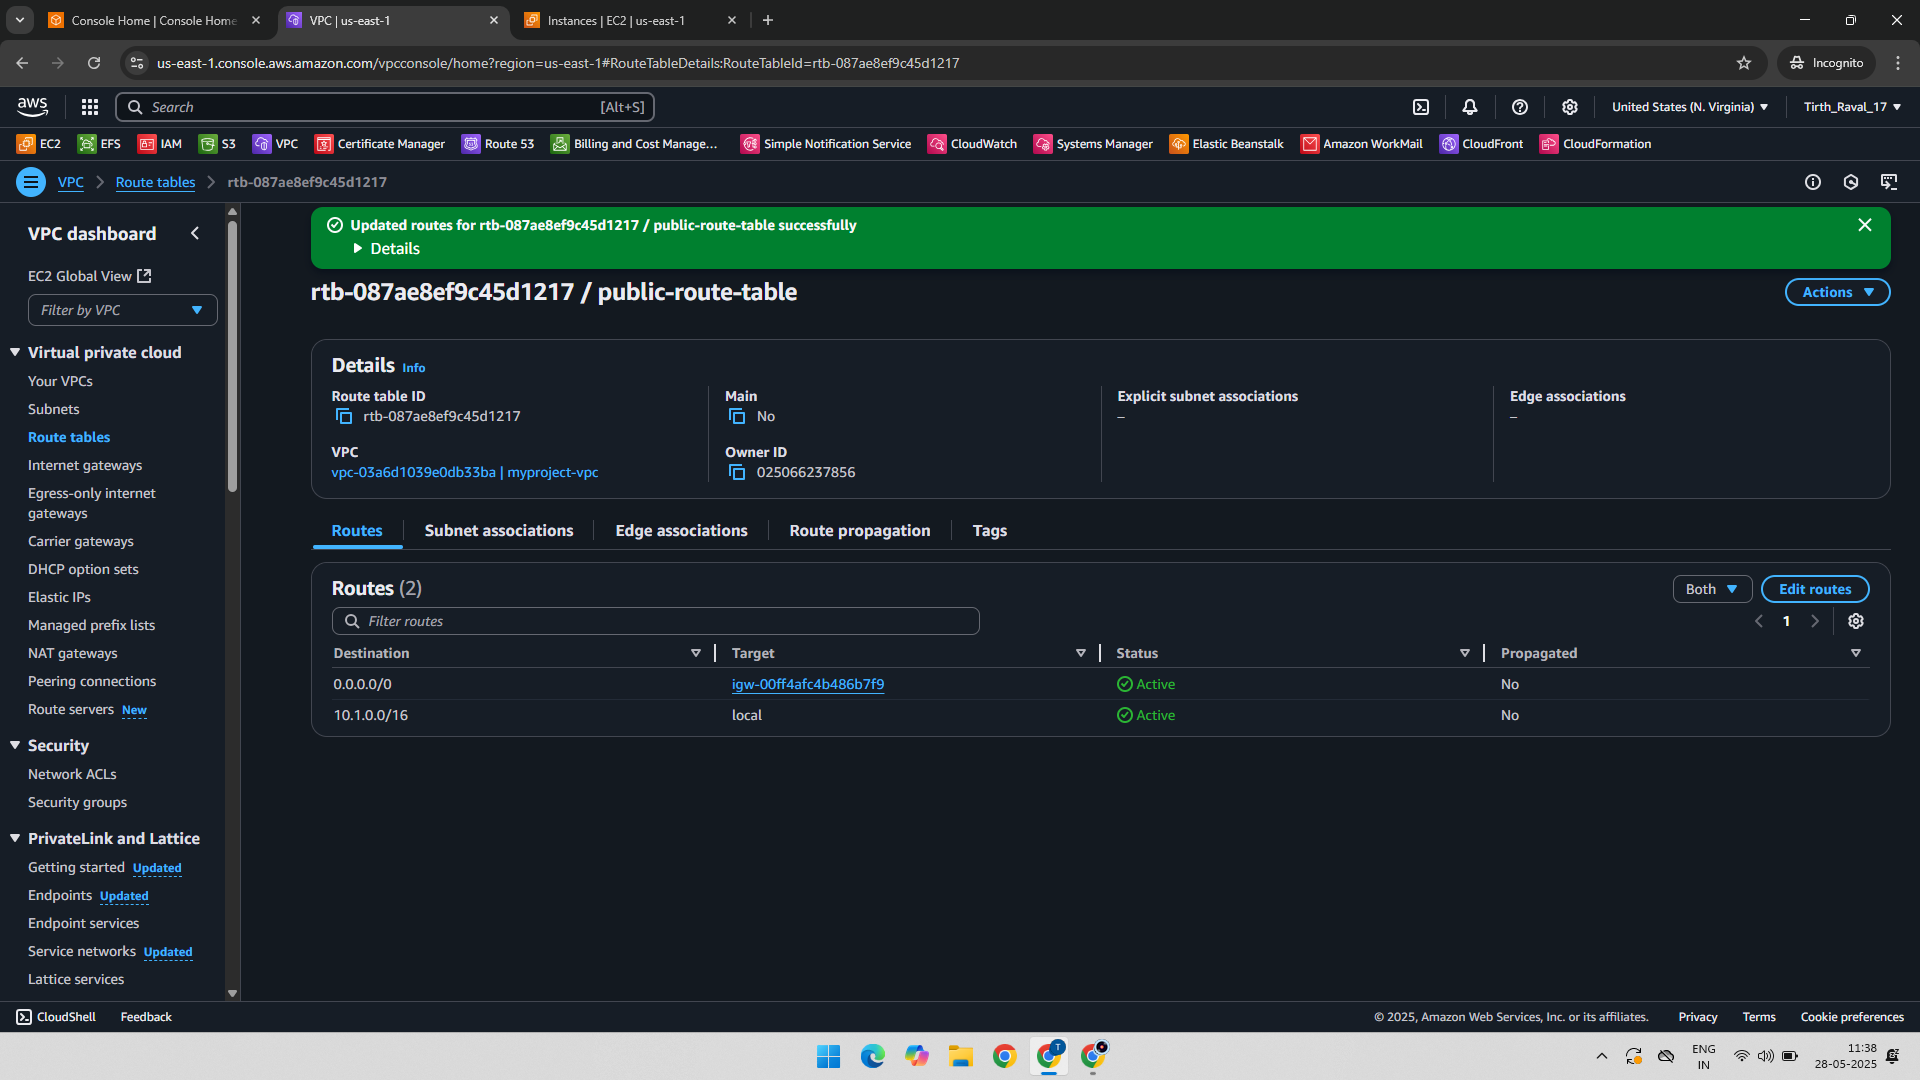 Console Home | Console Home
VPC | us-east-1
Instances | EC2 | us-east-1
us-east-1.console.aws.amazon.com/vpcconsole/home?region=us-east-1#RouteTableDetails:RouteTableId=rtb-087ae8ef9c45d1217
Incognito
aws
Search
[Alt+S]
United States (N. Virginia)
Tirth_Raval_17
EC2
EFS
IAM
S3
VPC
Certificate Manager
Route 53
Billing and Cost Manage...
Simple Notification Service
CloudWatch
Systems Manager
Elastic Beanstalk
Amazon WorkMail
CloudFront
CloudFormation
VPC
Route tables
rtb-087ae8ef9c45d1217
VPC dashboard
EC2 Global View
Filter by VPC
Virtual private cloud
Your VPCs
Subnets
Route tables
Internet gateways
Egress-only internet
gateways
Carrier gateways
DHCP option sets
Elastic IPs
Managed prefix lists
NAT gateways
Peering connections
Route servers New
Security
Network ACLs
Security groups
PrivateLink and Lattice
Getting started Updated
Endpoints Updated
Endpoint services
Service networks Updated
Lattice services
Updated routes for rtb-087ae8ef9c45d1217 / public-route-table successfully
Details
rtb-087ae8ef9c45d1217 / public-route-table
Actions
Details Info
Route table ID
rtb-087ae8ef9c45d1217
Main
No
Explicit subnet associations
–
Edge associations
–
VPC
vpc-03a6d1039e0db33ba | myproject-vpc
Owner ID
025066237856
Routes
Subnet associations
Edge associations
Route propagation
Tags
Routes (2)
Both
Edit routes
Filter routes
1
Destination
Target
Status
Propagated
0.0.0.0/0
igw-00ff4afc4b486b7f9
Active
No
10.1.0.0/16
local
Active
No
CloudShell
Feedback
© 2025, Amazon Web Services, Inc. or its affiliates.
Privacy
Terms
Cookie preferences
T
ENG
IN
11:38
28-05-2025